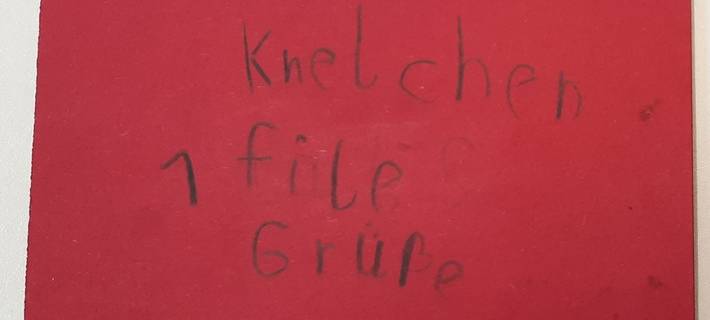 Knelchen
1 file
Grüße